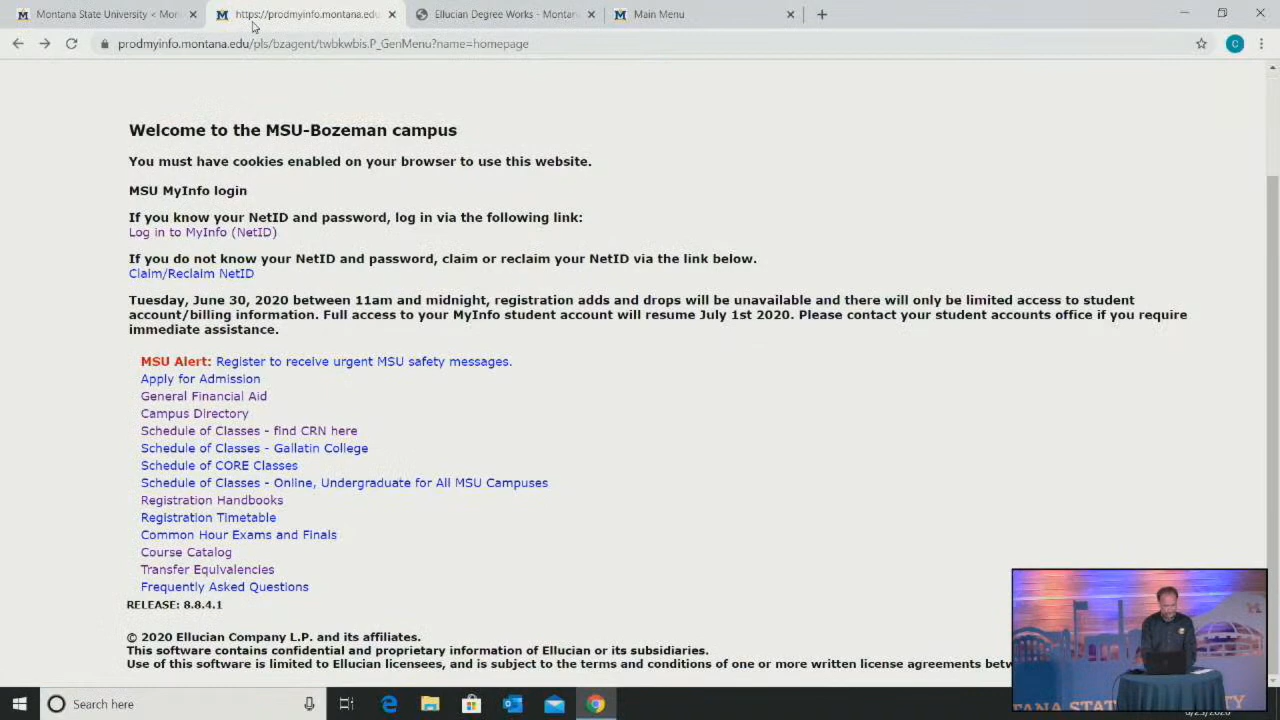 Montana State University < Mon
https://prodmyinfo.montana.edu
Ellucian Degree Works - Montan
Main Menu
prodmyinfo.montana.edu/pls/bzagent/twbkwbis.P_GenMenu?name=homepage
C
Welcome to the MSU-Bozeman campus
You must have cookies enabled on your browser to use this website.
MSU MyInfo login
If you know your NetID and password, log in via the following link:
Log in to MyInfo (NetID)
If you do not know your NetID and password, claim or reclaim your NetID via the link below.
Claim/Reclaim NetID
Tuesday, June 30, 2020 between 11am and midnight, registration adds and drops will be unavailable and there will only be limited access to student
account/billing information. Full access to your MyInfo student account will resume July 1st 2020. Please contact your student accounts office if you require
immediate assistance.
MSU Alert: Register to receive urgent MSU safety messages.
Apply for Admission
General Financial Aid
Campus Directory
Schedule of Classes - find CRN here
Schedule of Classes - Gallatin College
Schedule of CORE Classes
Schedule of Classes - Online, Undergraduate for All MSU Campuses
Registration Handbooks
Registration Timetable
Common Hour Exams and Finals
Course Catalog
Transfer Equivalencies
Frequently Asked Questions
RELEASE: 8.8.4.1
© 2020 Ellucian Company L.P. and its affiliates.
This software contains confidential and proprietary information of Ellucian or its subsidiaries.
Use of this software is limited to Ellucian licensees, and is subject to the terms and conditions of one or more written license agreements betw
TANA STATE
SITY
Search here